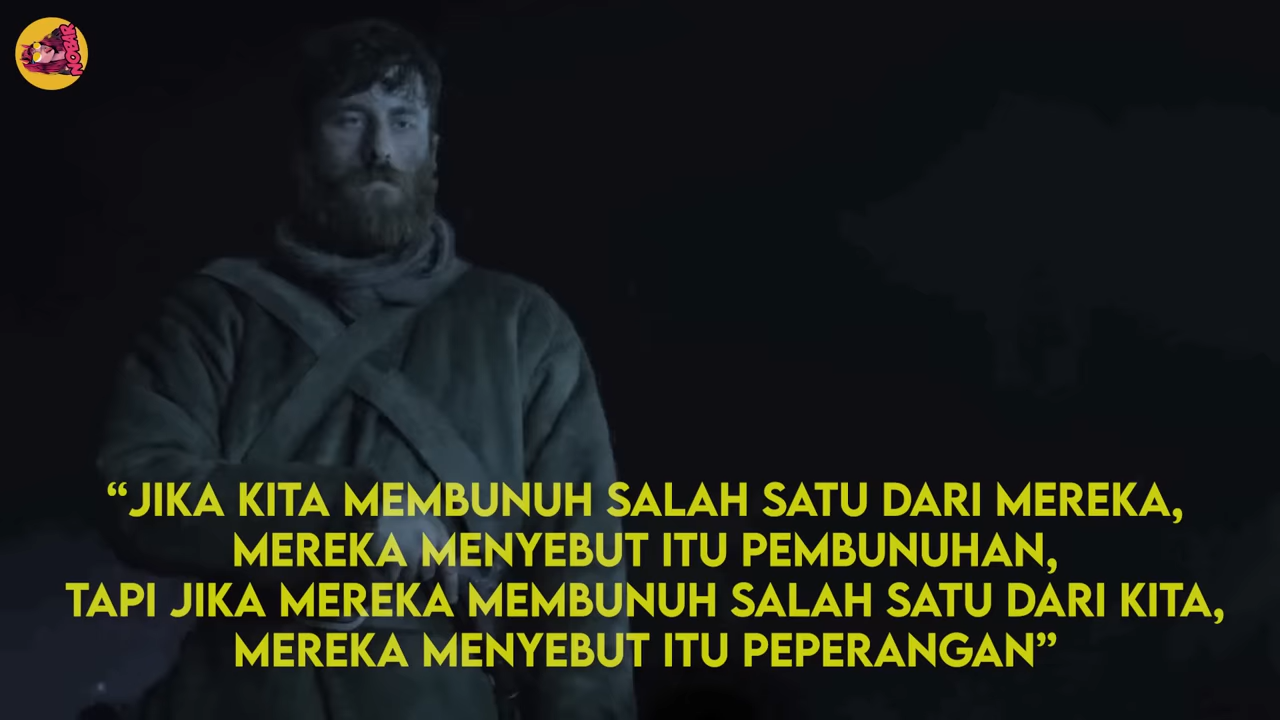 NOBAR
“JIKA KITA MEMBUNUH SALAH SATU DARI MEREKA,
MEREKA MENYEBUT ITU PEMBUNUHAN,
TAPI JIKA MEREKA MEMBUNUH SALAH SATU DARI KITA,
MEREKA MENYEBUT ITU PEPERANGAN”